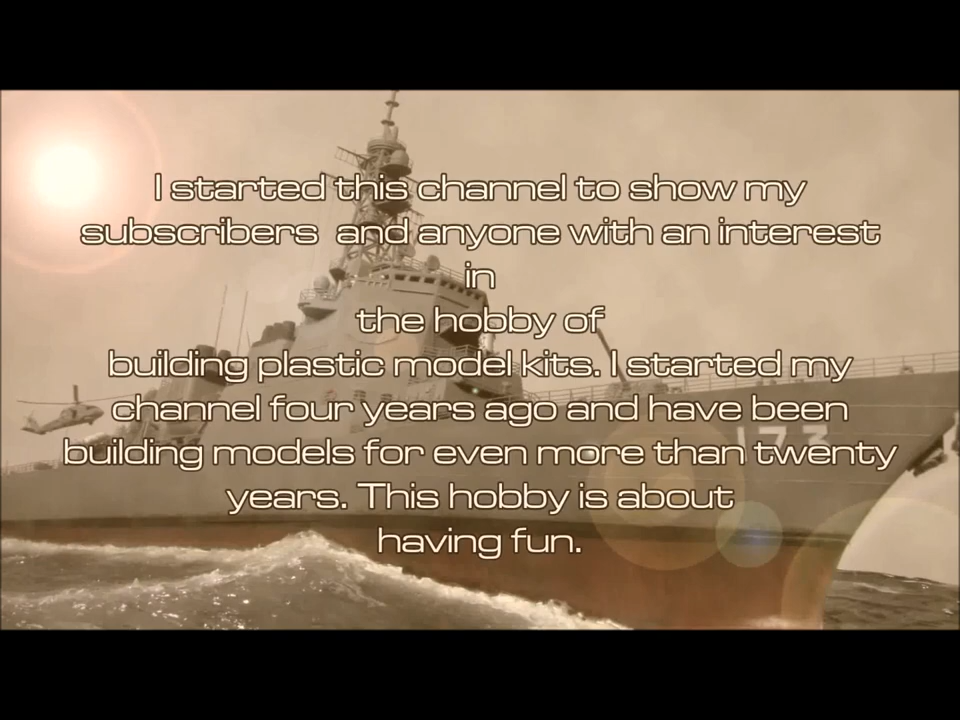 I started this channel to show my
subscribers  and anyone with an interest
in
the hobby of
building plastic model kits. I started my
channel four years ago and have been
building models for even more than twenty
years. This hobby is about
having fun.
173